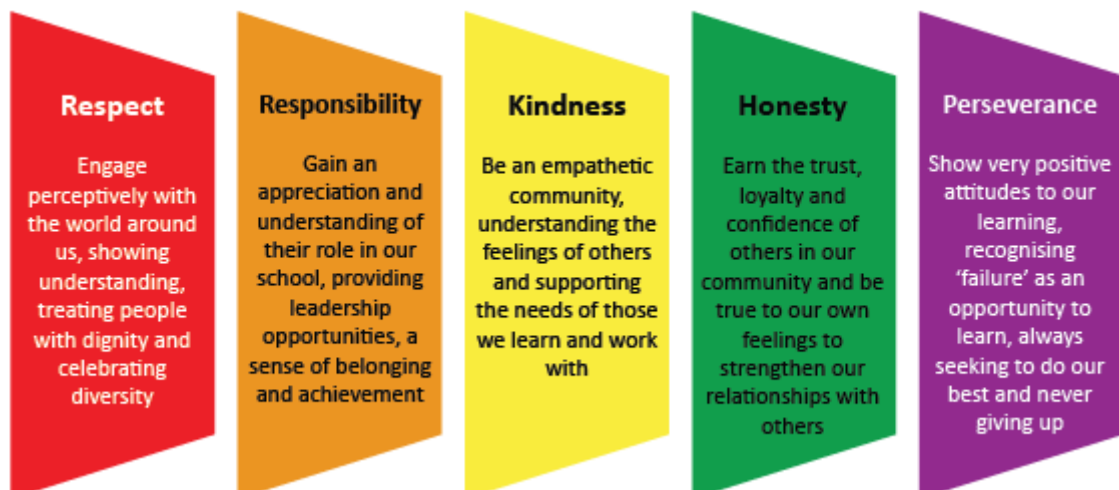 Respect
Engage
perceptively with
the world around
us, showing
understanding,
treating people
with dignity and
celebrating
diversity
Responsibility
Gain an
appreciation and
understanding of
their role in our
school, providing
leadership
opportunities, a
sense of belonging
and achievement
Kindness
Be an empathetic
community,
understanding the
feelings of others
and supporting
the needs of those
we learn and work
with
Honesty
Earn the trust,
loyalty and
confidence of
others in our
community and be
true to our own
feelings to
strengthen our
relationships with
others
Perseverance
Show very positive
attitudes to our
learning,
recognising
‘failure’ as an
opportunity to
learn, always
seeking to do our
best and never
giving up